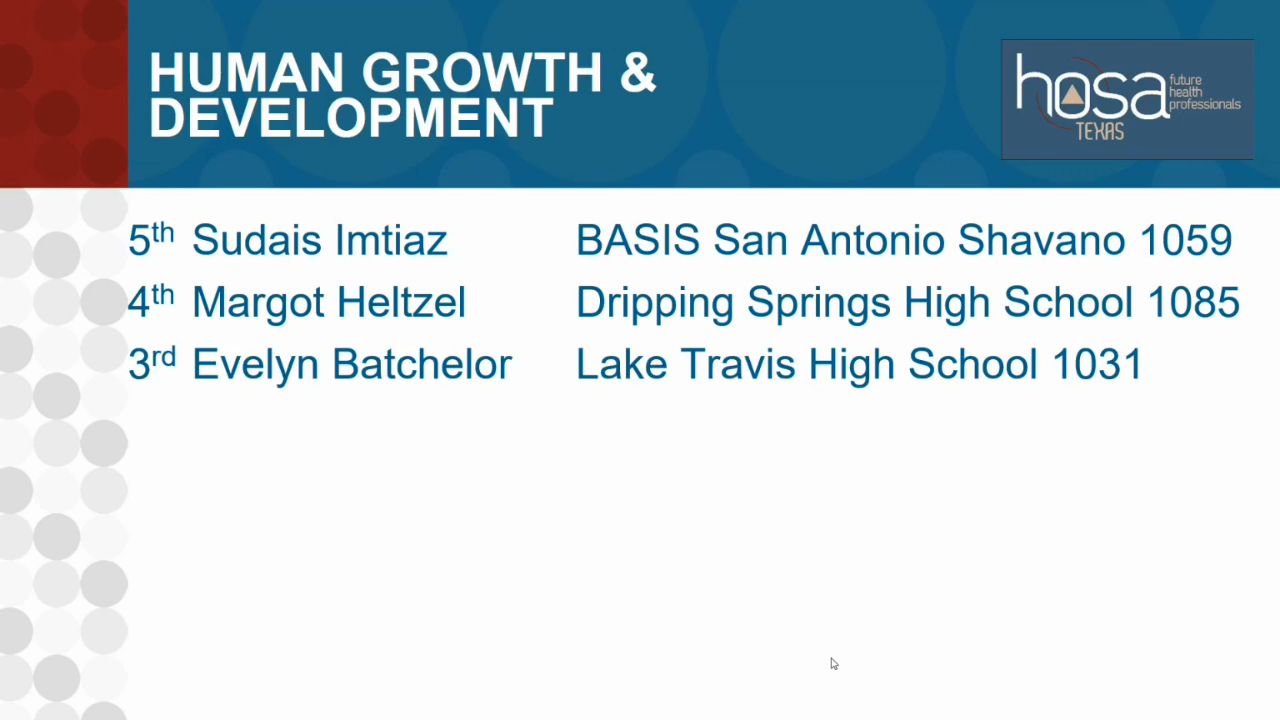 HUMAN GROWTH &
DEVELOPMENT
hosa future
health
professionals
TEXAS
5th Sudais Imtiaz BASIS San Antonio Shavano 1059
4th Margot Heltzel Dripping Springs High School 1085
3rd Evelyn Batchelor Lake Travis High School 1031